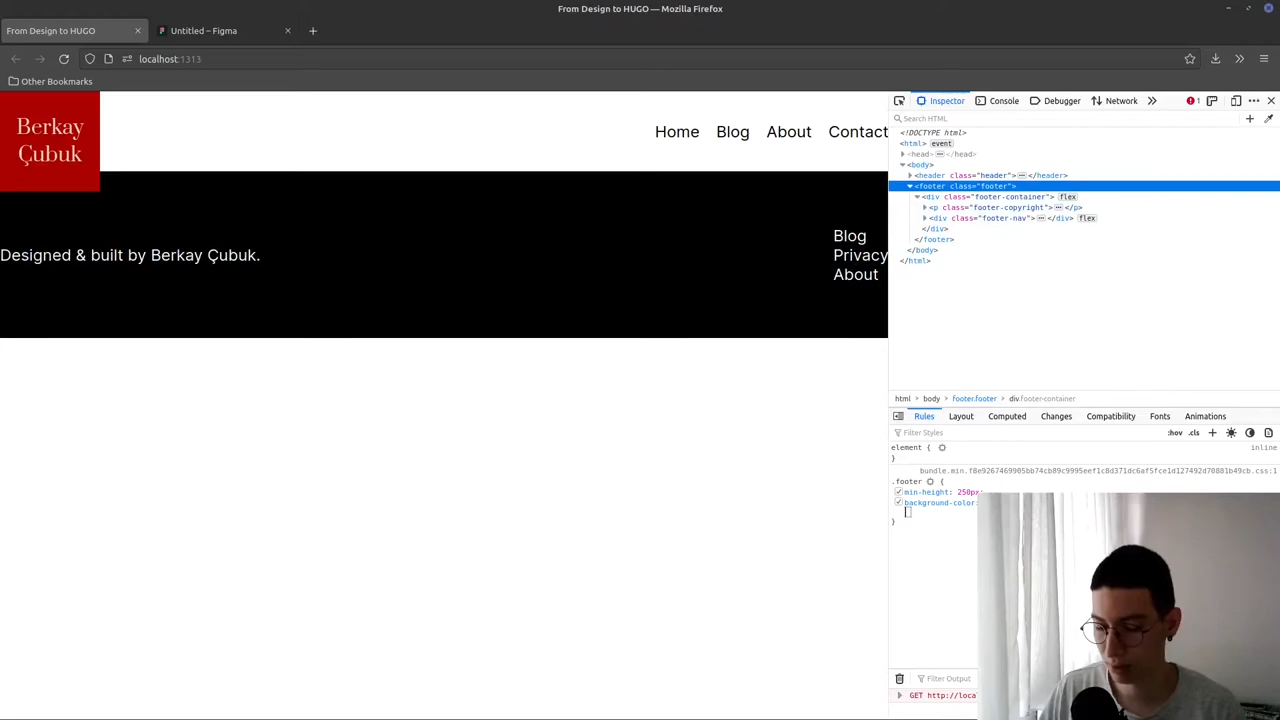 From Design to HUGO — Mozilla Firefox
From Design to HUGO
Untitled – Figma
localhost:1313
Other Bookmarks
Berkay
Çubuk
Home Blog About Contact
Designed & built by Berkay Çubuk.
Blog
Privacy
About
Inspector Console Debugger Network 1
Search HTML
<!DOCTYPE html>
<html> event
<head> </head>
<body>
<header class="header"> </header>
<footer class="footer">
<div class="footer-container"> flex
<p class="footer-copyright"> </p>
<div class="footer-nav"> </div> flex
</div>
</footer>
</body>
</html>
html body footer.footer div.footer-container
Rules Layout Computed Changes Compatibility Fonts Animations
Filter Styles :hov .cls
element { inline
}
.footer {
min-height: 250px;
background-color:
}
Filter Output
GET http://loca